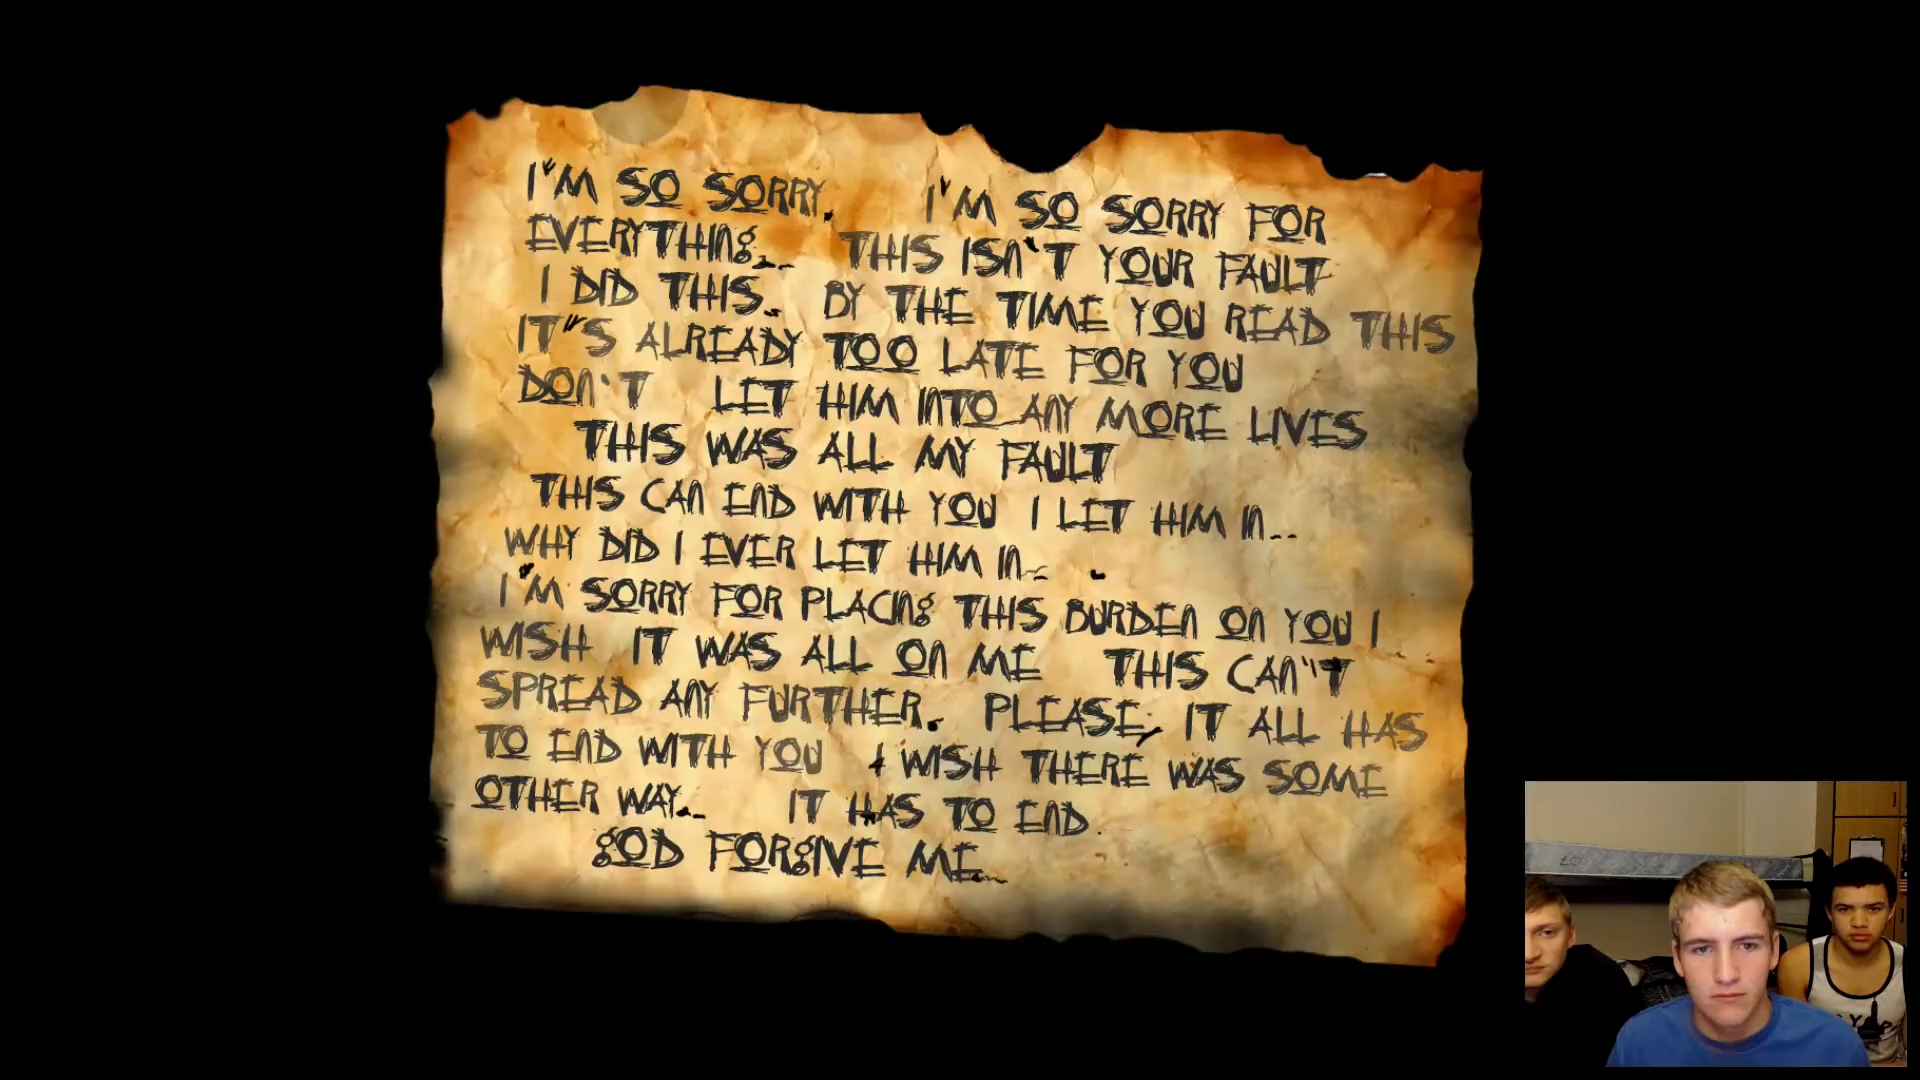 I'M SO SORRY. I'M SO SORRY FOR
EVERYTHING... THIS ISN'T YOUR FAULT
I DID THIS.. BY THE TIME YOU READ THIS
IT"S ALREADY TOO LATE FOR YOU
DON'T LET HIM INTO ANY MORE LIVES
THIS WAS ALL MY FAULT
THIS CAN END WITH YOU I LET HIM IN...
WHY DID I EVER LET HIM IN...
I'M SORRY FOR PLACING THIS BURDEN ON YOU I
WISH IT WAS ALL ON ME THIS CAN'T
SPREAD ANY FURTHER. PLEASE, IT ALL HAS
TO END WITH YOU I WISH THERE WAS SOME
OTHER WAY... IT HAS TO END.
GOD FORGIVE ME...